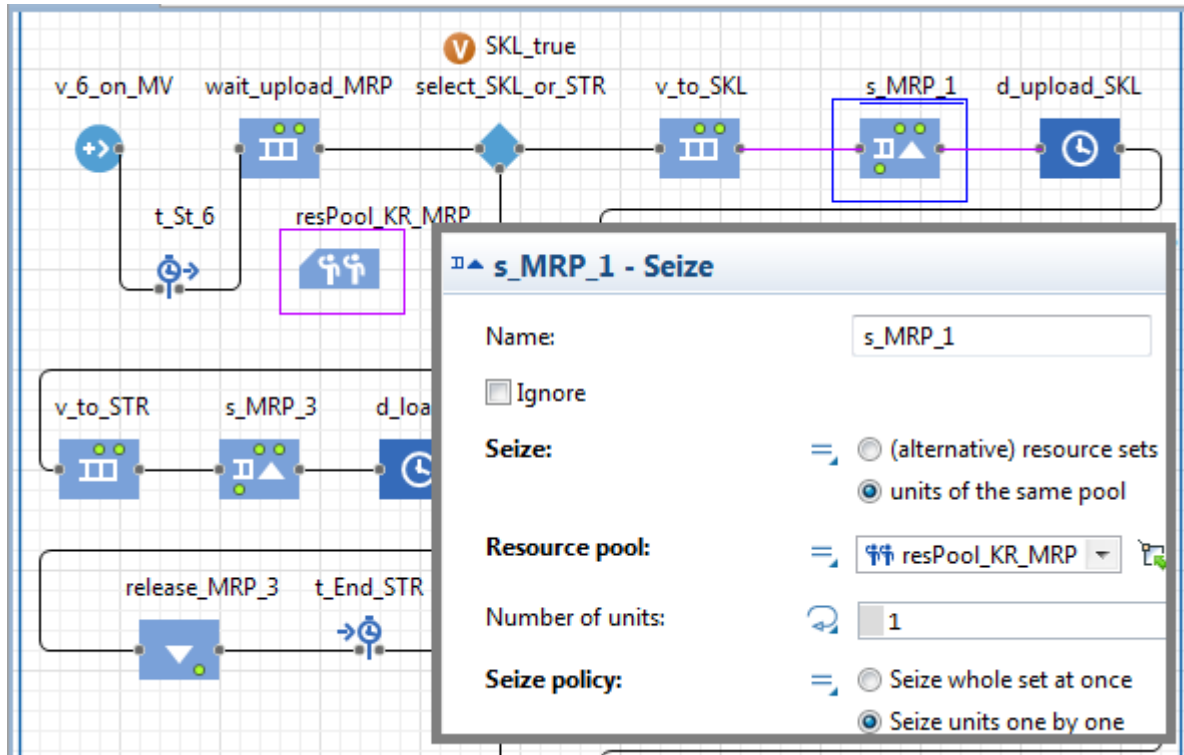 SKL_true
v_6_on_MV wait_upload_MRP select_SKL_or_STR v_to_SKL s_MRP_1 d_upload_SKL
t_St_6 resPool_KR_MRP
s_MRP_1 - Seize
Name: s_MRP_1
Ignore
Seize: (alternative) resource sets
units of the same pool
Resource pool: resPool_KR_MRP
Number of units: 1
Seize policy: Seize whole set at once
Seize units one by one
v_to_STR s_MRP_3 d_loa
release_MRP_3 t_End_STR